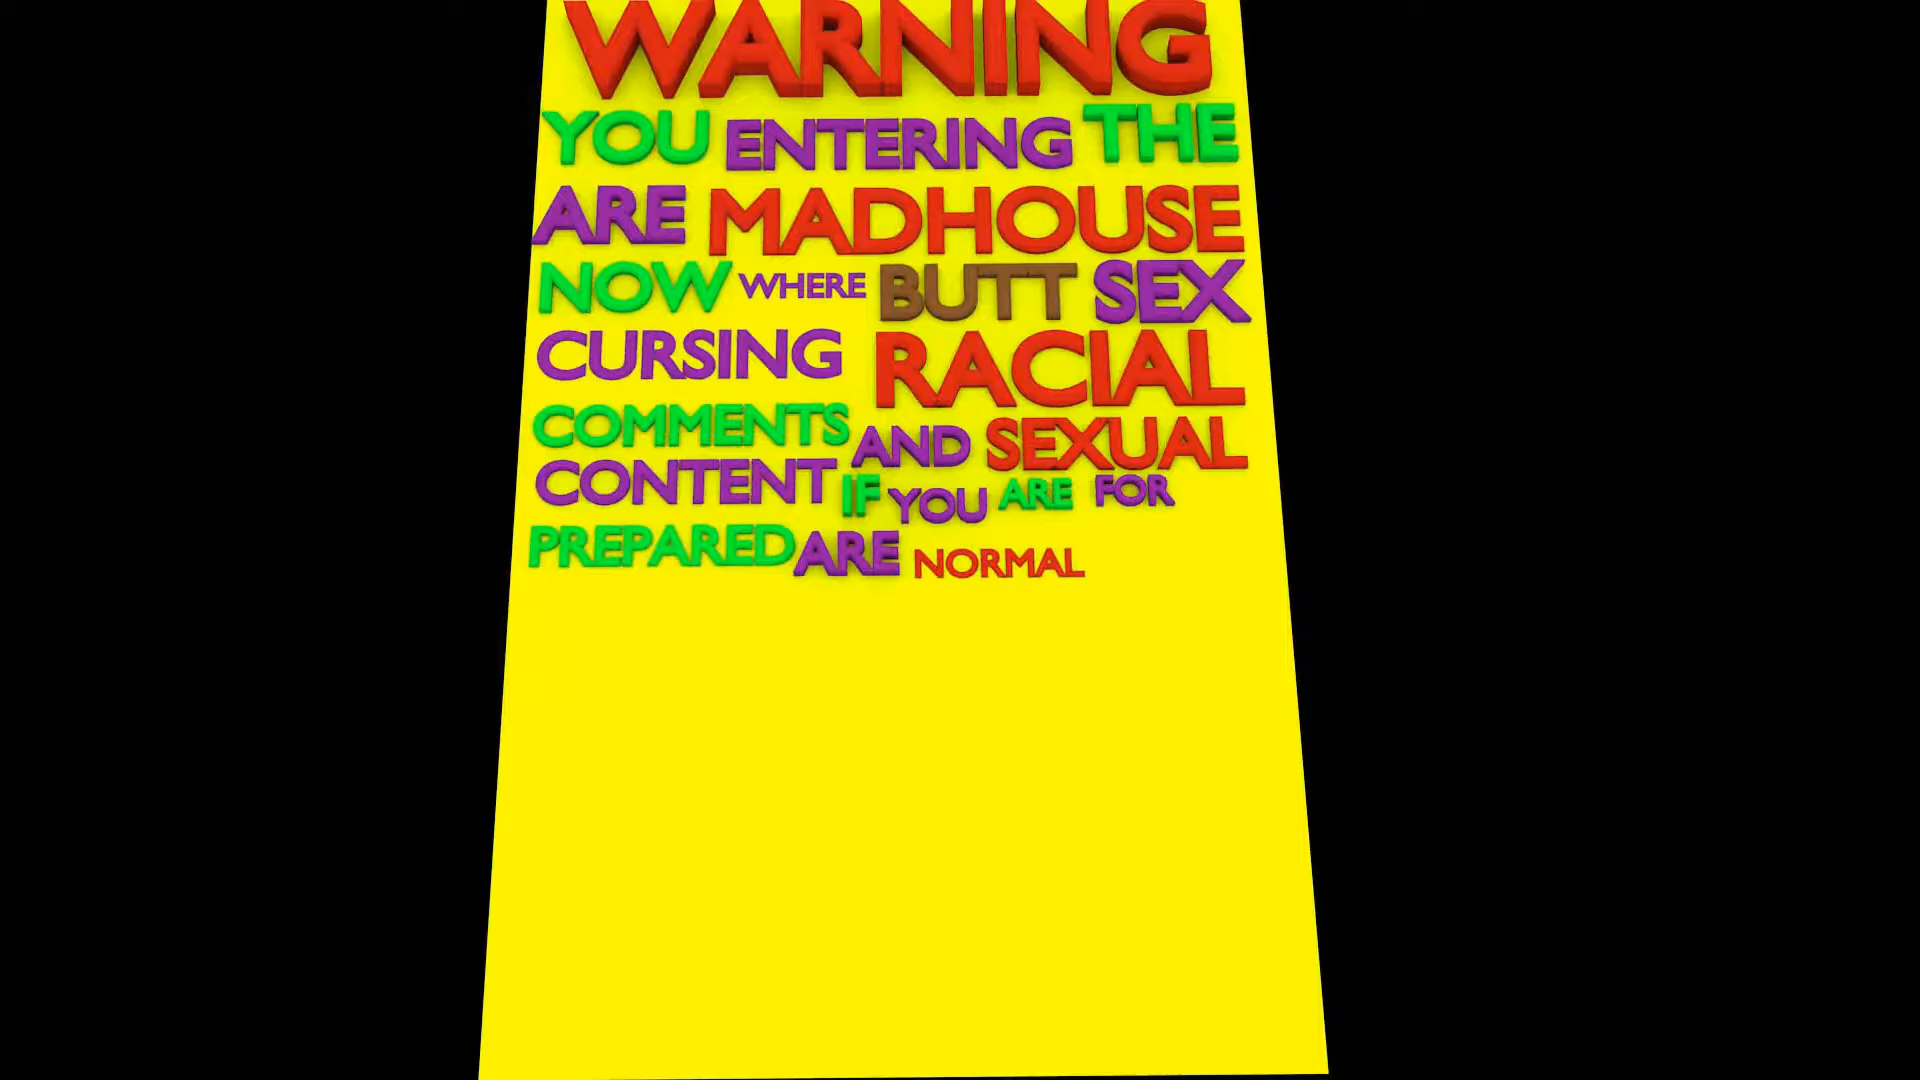 WARNING
YOU ENTERING THE
ARE MADHOUSE
NOW WHERE BUTT SEX
CURSING RACIAL
COMMENTS AND SEXUAL
CONTENT IF YOU ARE FOR
PREPARED ARE NORMAL